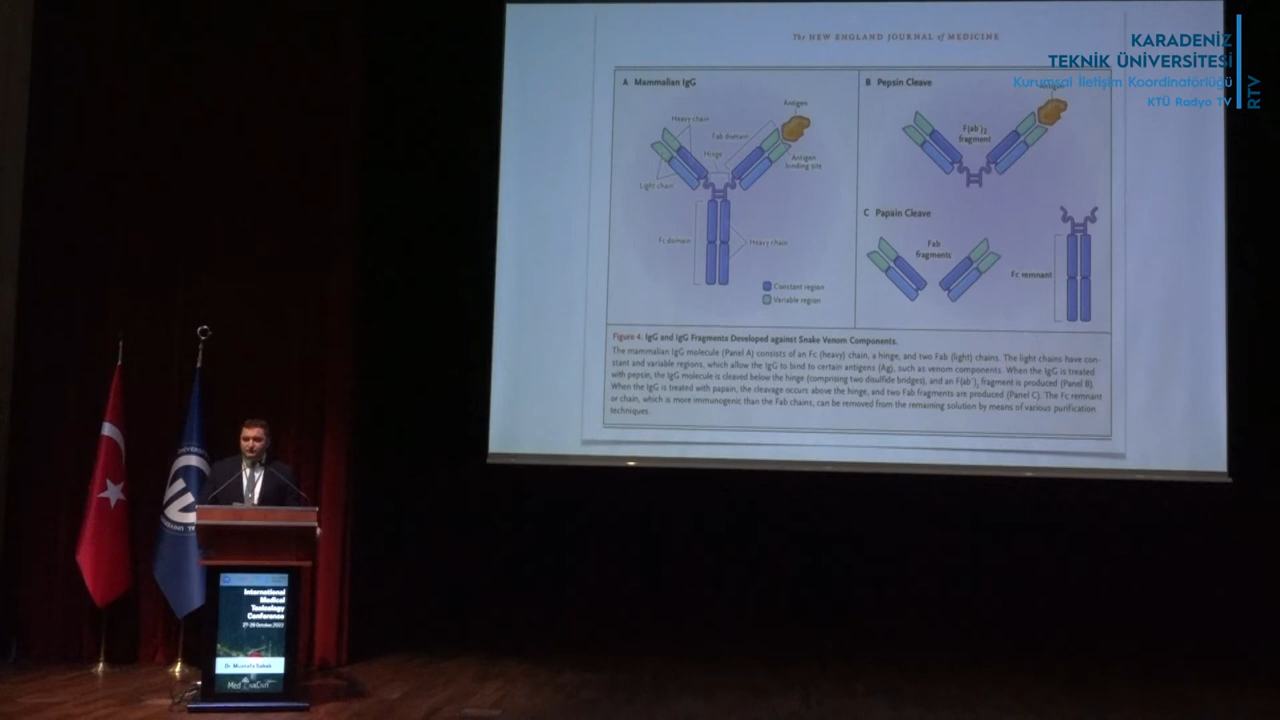 The NEW ENGLAND JOURNAL of MEDICINE
KARADENİZ
TEKNİK ÜNİVERSİTESİ
Kurumsal İletişim Koordinatörlüğü
KTÜ Radyo TV
RTV
A Mammalian IgG
Antigen
Heavy chain
Fab domain
Hinge
Antigen
binding site
Light chain
Fc domain
Heavy chain
Constant region
Variable region
B Pepsin Cleave
F(ab′)2
fragment
C Papain Cleave
Fab
fragments
Fc remnant
Figure 4. IgG and IgG Fragments Developed against Snake Venom Components.
The mammalian IgG molecule (Panel A) consists of an Fc (heavy) chain, a hinge, and two Fab (light) chains. The light chains have con-
stant and variable regions, which allow the IgG to bind to certain antigens (Ag), such as venom components. When the IgG is treated
with pepsin, the IgG molecule is cleaved below the hinge (comprising two disulfide bridges), and an F(ab′)2 fragment is produced (Panel B).
When the IgG is treated with papain, the cleavage occurs above the hinge, and two Fab fragments are produced (Panel C). The Fc remnant
or chain, which is more immunogenic than the Fab chains, can be removed from the remaining solution by means of various purification
techniques.
International
Medical
Toxicology
Conference
Dr. Mustafa Sabak